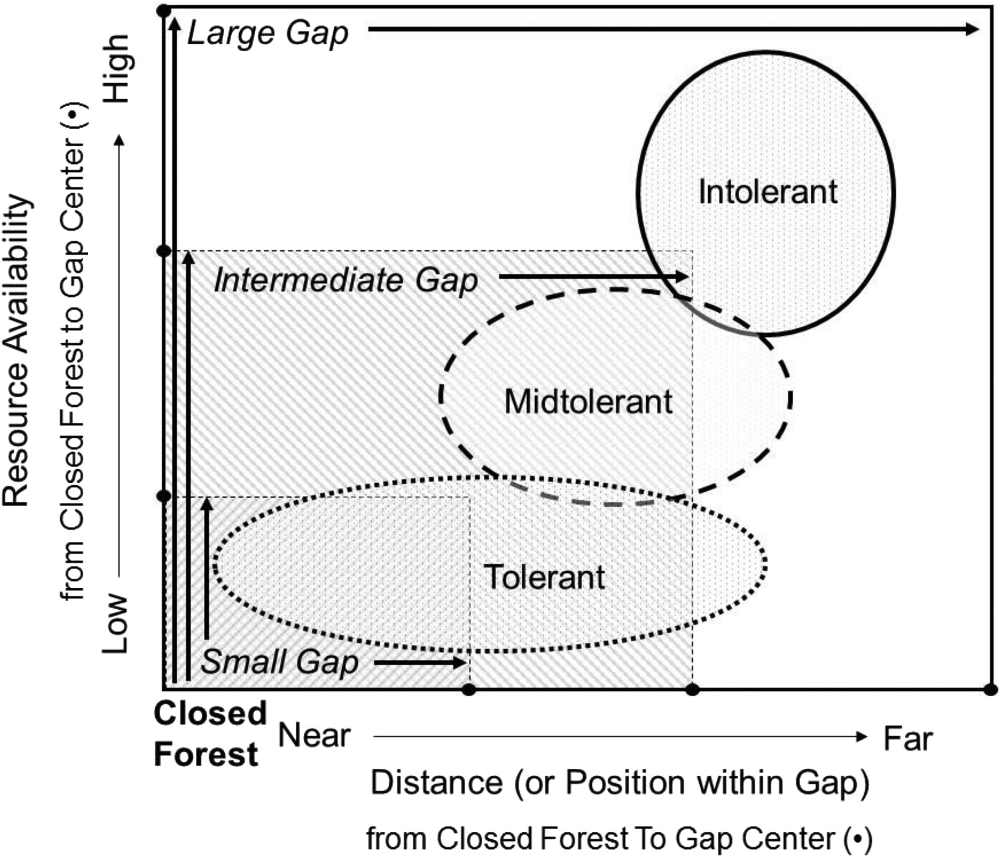 Large Gap
High
Intolerant
Resource Availability
from Closed Forest to Gap Center (•)
Intermediate Gap
Midtolerant
Tolerant
Low
Small Gap
Closed
Forest
Near
Far
Distance (or Position within Gap)
from Closed Forest To Gap Center (•)